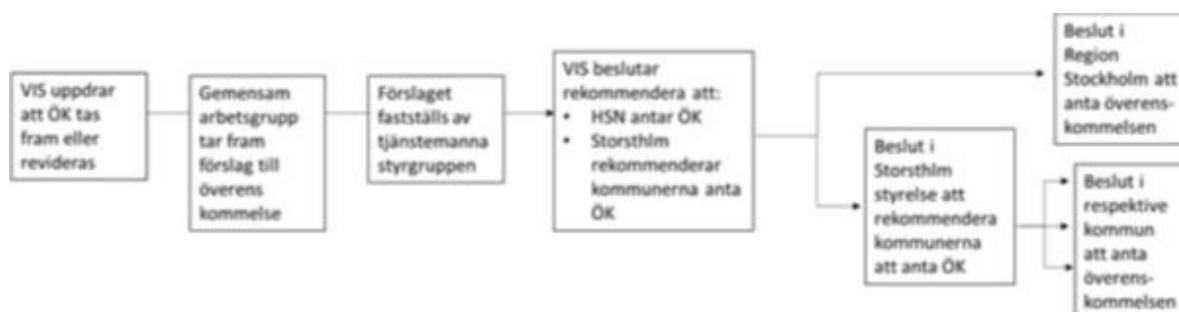 VIS uppdrar
att ÖK tas
fram eller
revideras
Gemensam
arbetsgrupp
tar fram
förslag till
överens
kommelse
Förslaget
fastställs av
tjänstemanna
styrgruppen
VIS beslutar
rekommendera att:
• HSN antar ÖK
• Storsthlm
rekommenderar
kommunerna anta
ÖK
Beslut i
Region
Stockholm att
anta överens-
kommelsen
Beslut i
Storsthlm
styrelse att
rekommendera
kommunerna
att anta ÖK
Beslut i
respektive
kommun
att anta
överens-
kommelsen